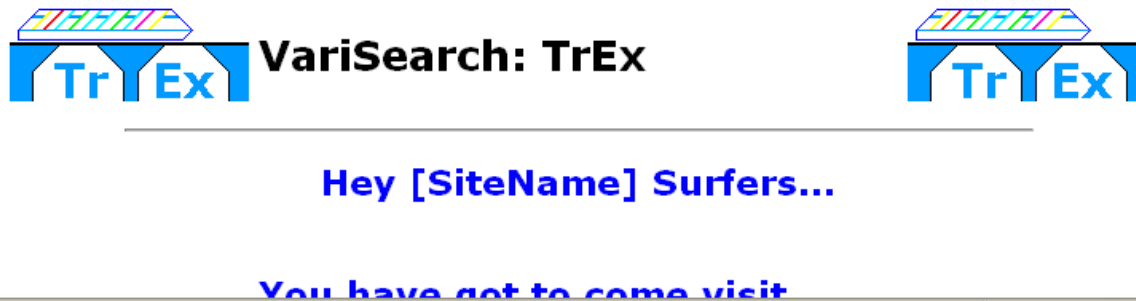 Tr Ex VariSearch: TrEx Tr Ex
Hey [SiteName] Surfers...
You have got to come visit